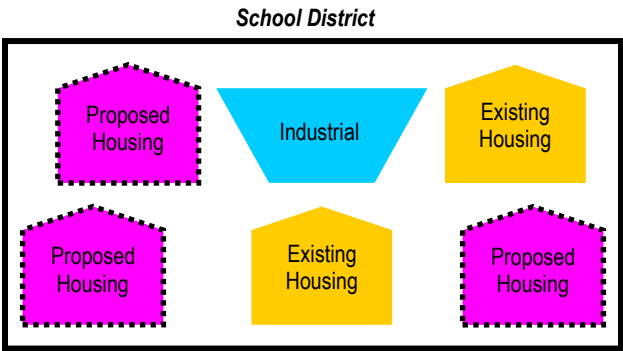 School District
Proposed
Housing
Industrial
Existing
Housing
Proposed
Housing
Existing
Housing
Proposed
Housing